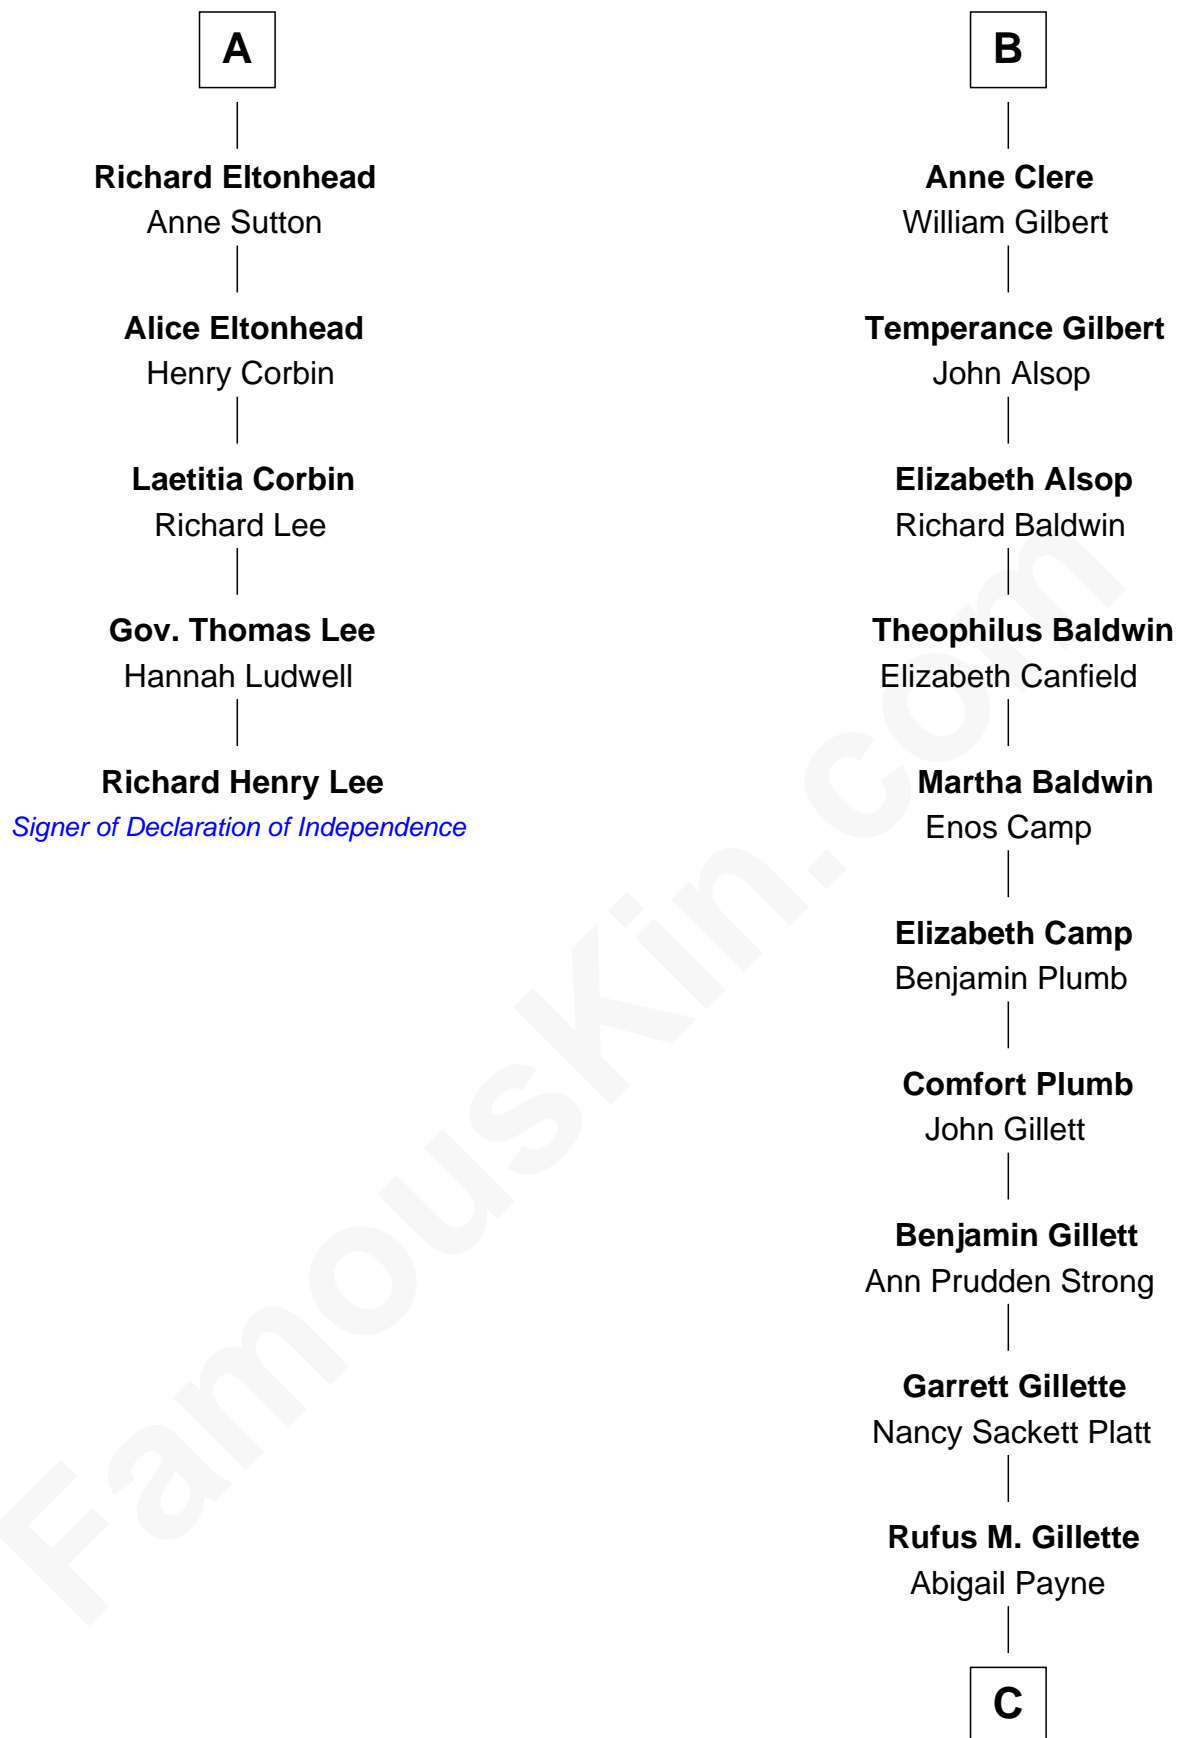 A
Richard Eltonhead
Anne Sutton
Alice Eltonhead
Henry Corbin
Laetitia Corbin
Richard Lee
Gov. Thomas Lee
Hannah Ludwell
Richard Henry Lee
Signer of Declaration of Independence
B
Anne Clere
William Gilbert
Temperance Gilbert
John Alsop
Elizabeth Alsop
Richard Baldwin
Theophilus Baldwin
Elizabeth Canfield
Martha Baldwin
Enos Camp
Elizabeth Camp
Benjamin Plumb
Comfort Plumb
John Gillett
Benjamin Gillett
Ann Prudden Strong
Garrett Gillette
Nancy Sackett Platt
Rufus M. Gillette
Abigail Payne
C
FamousKin.com